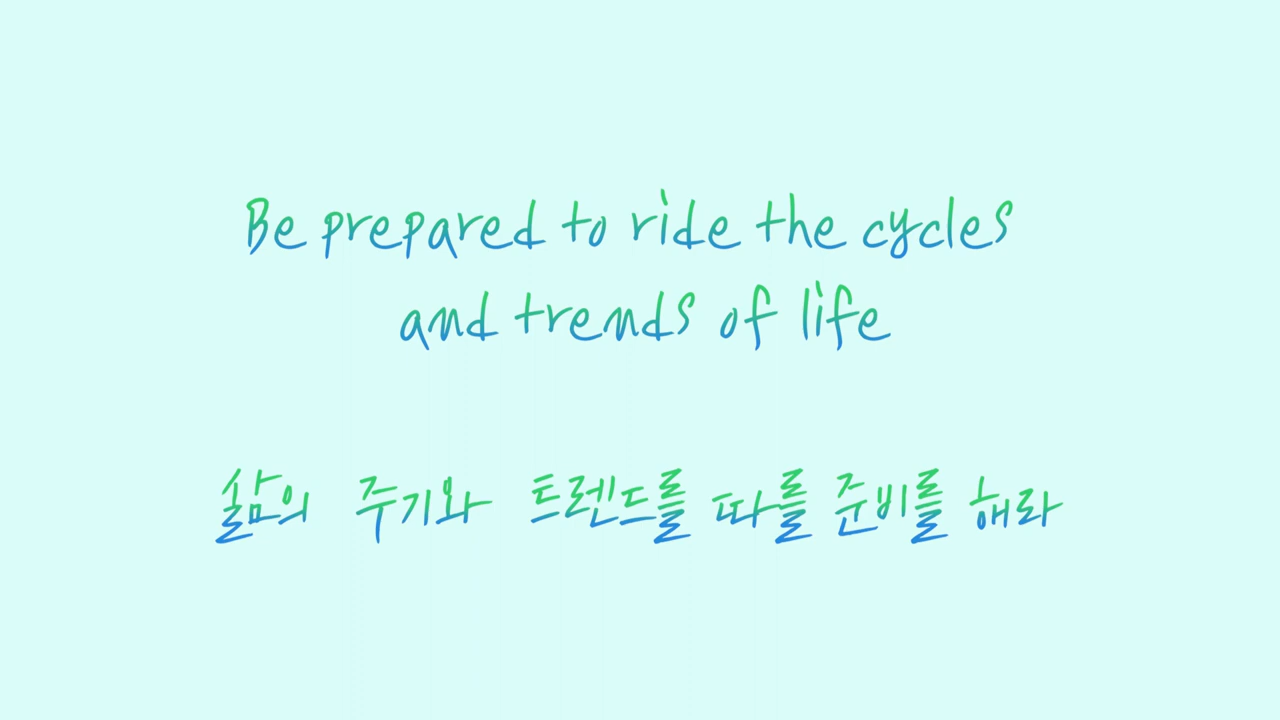 Be prepared to ride the cycles
and trends of life
삶의 주기와 트렌드를 따를 준비를 해라